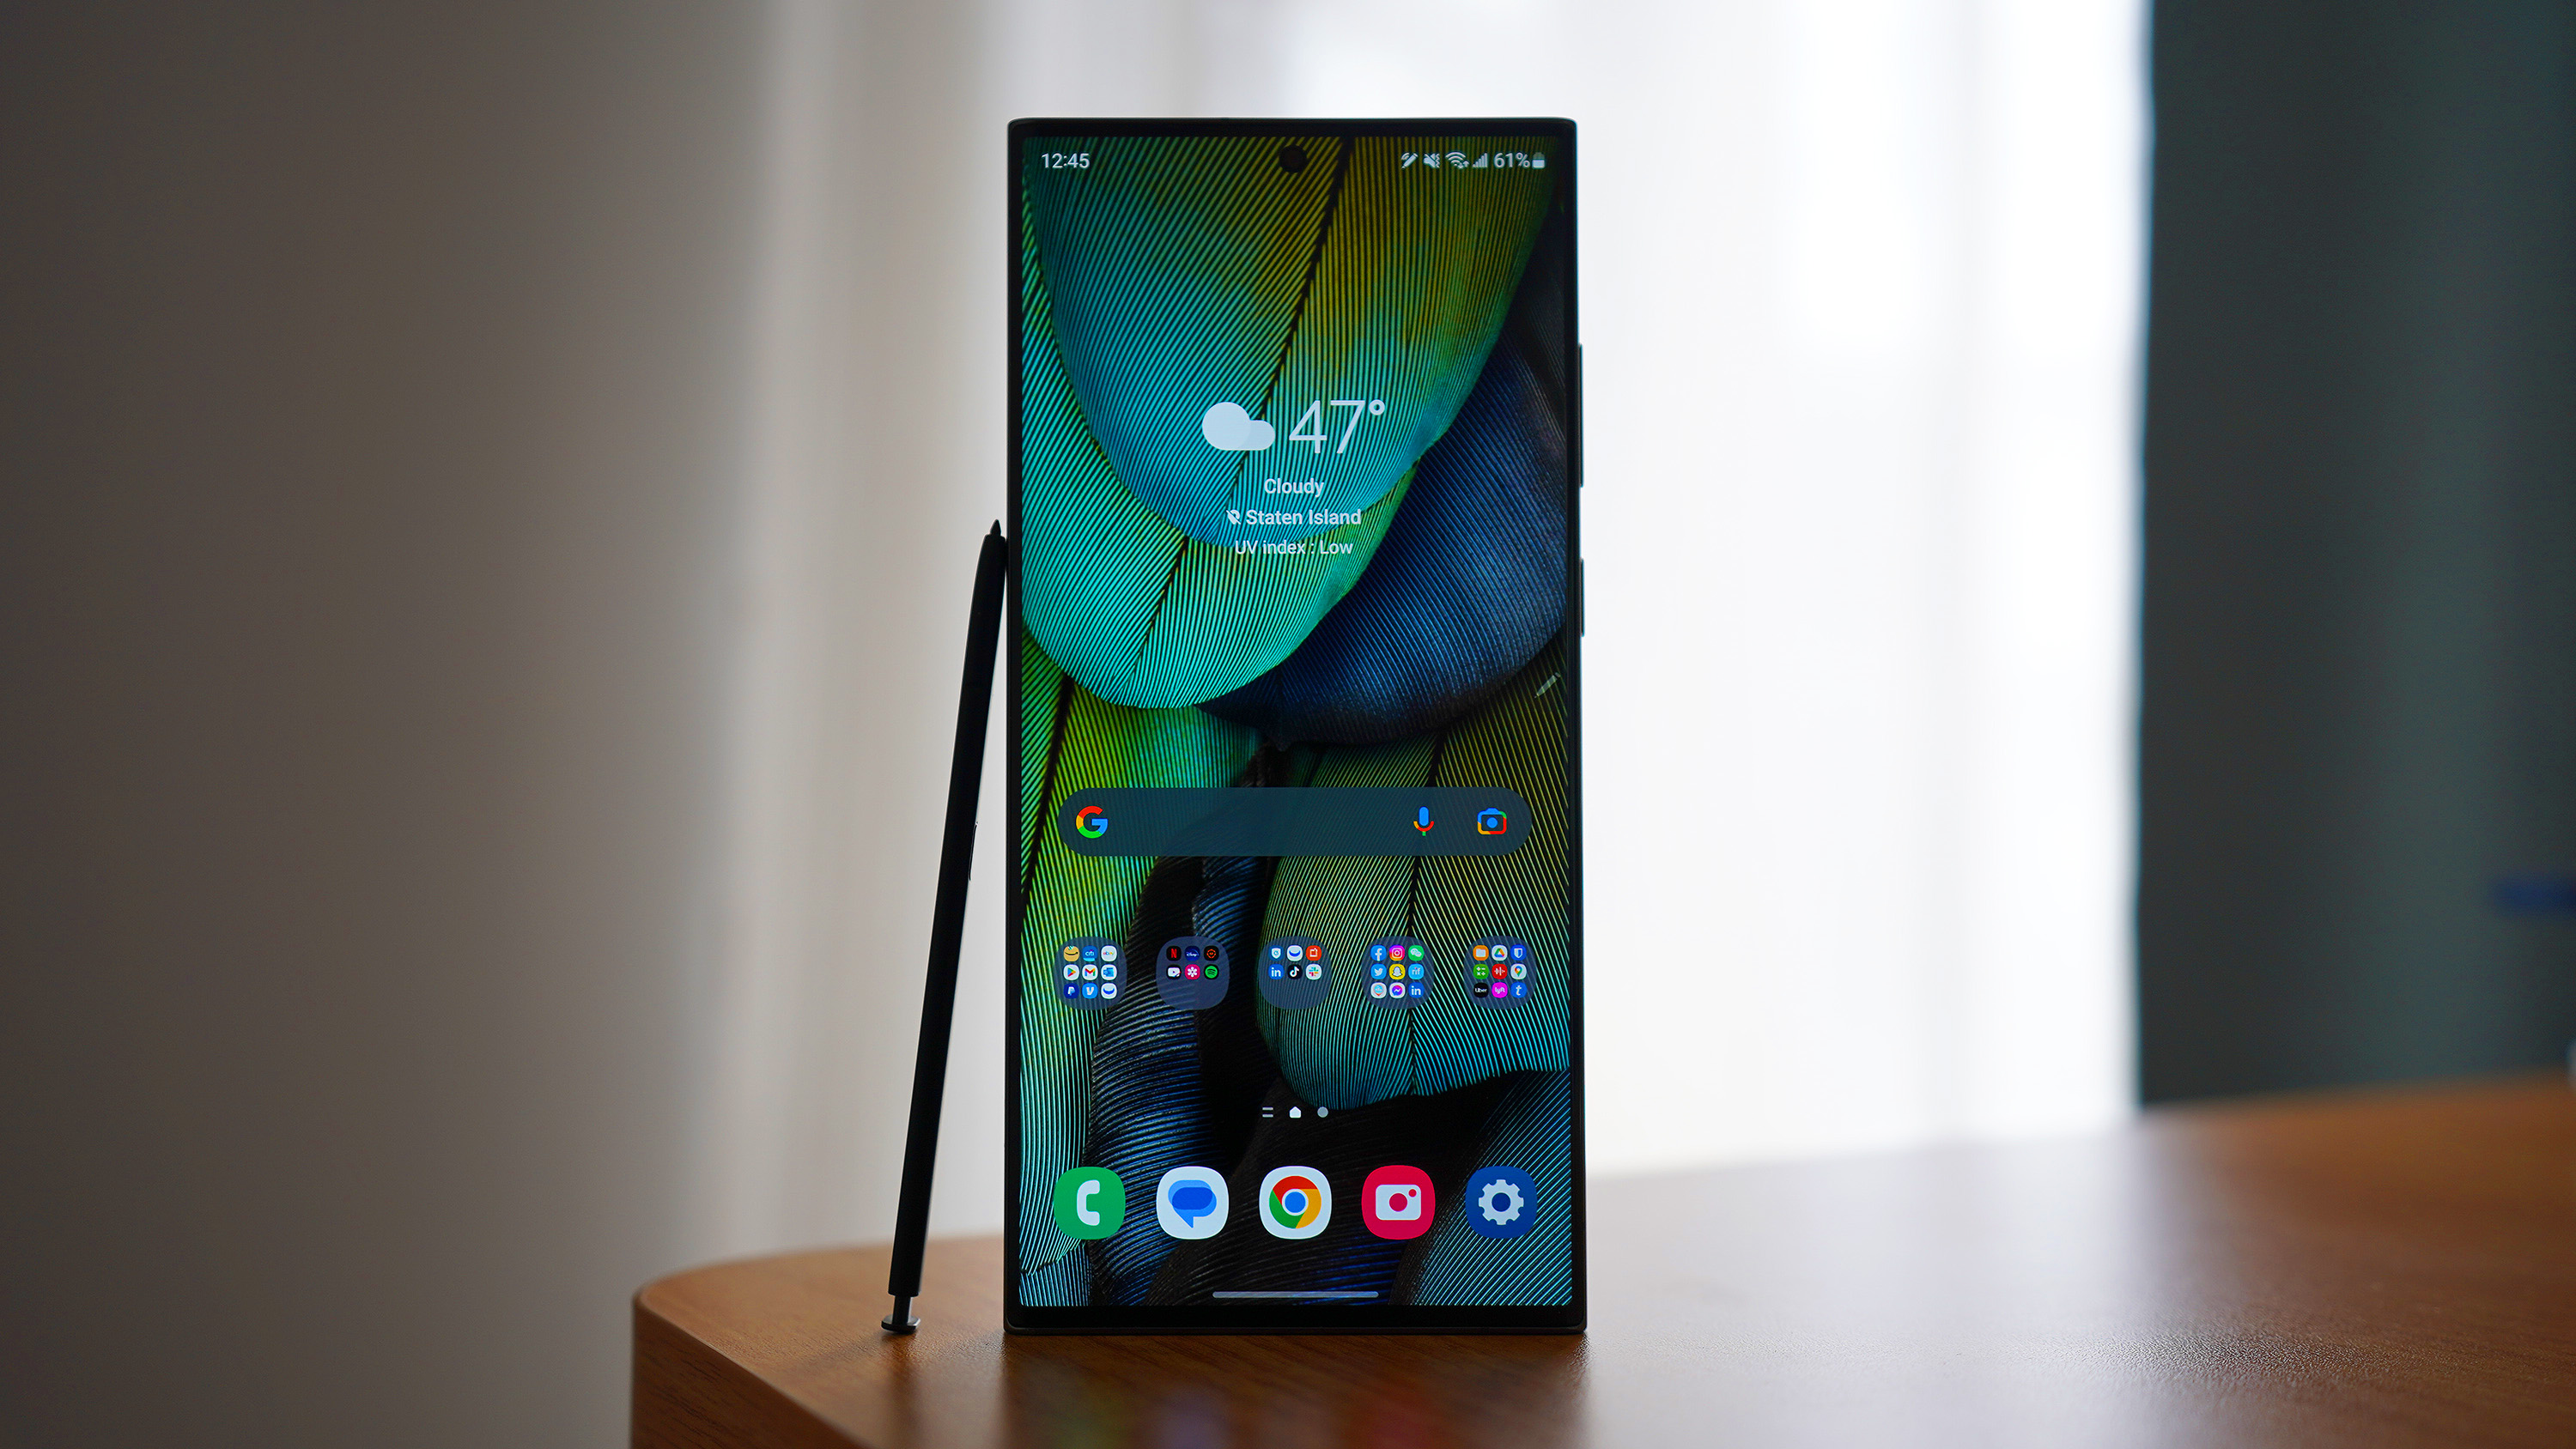 12:45
61%
47°
Cloudy
Staten Island
UV index : Low